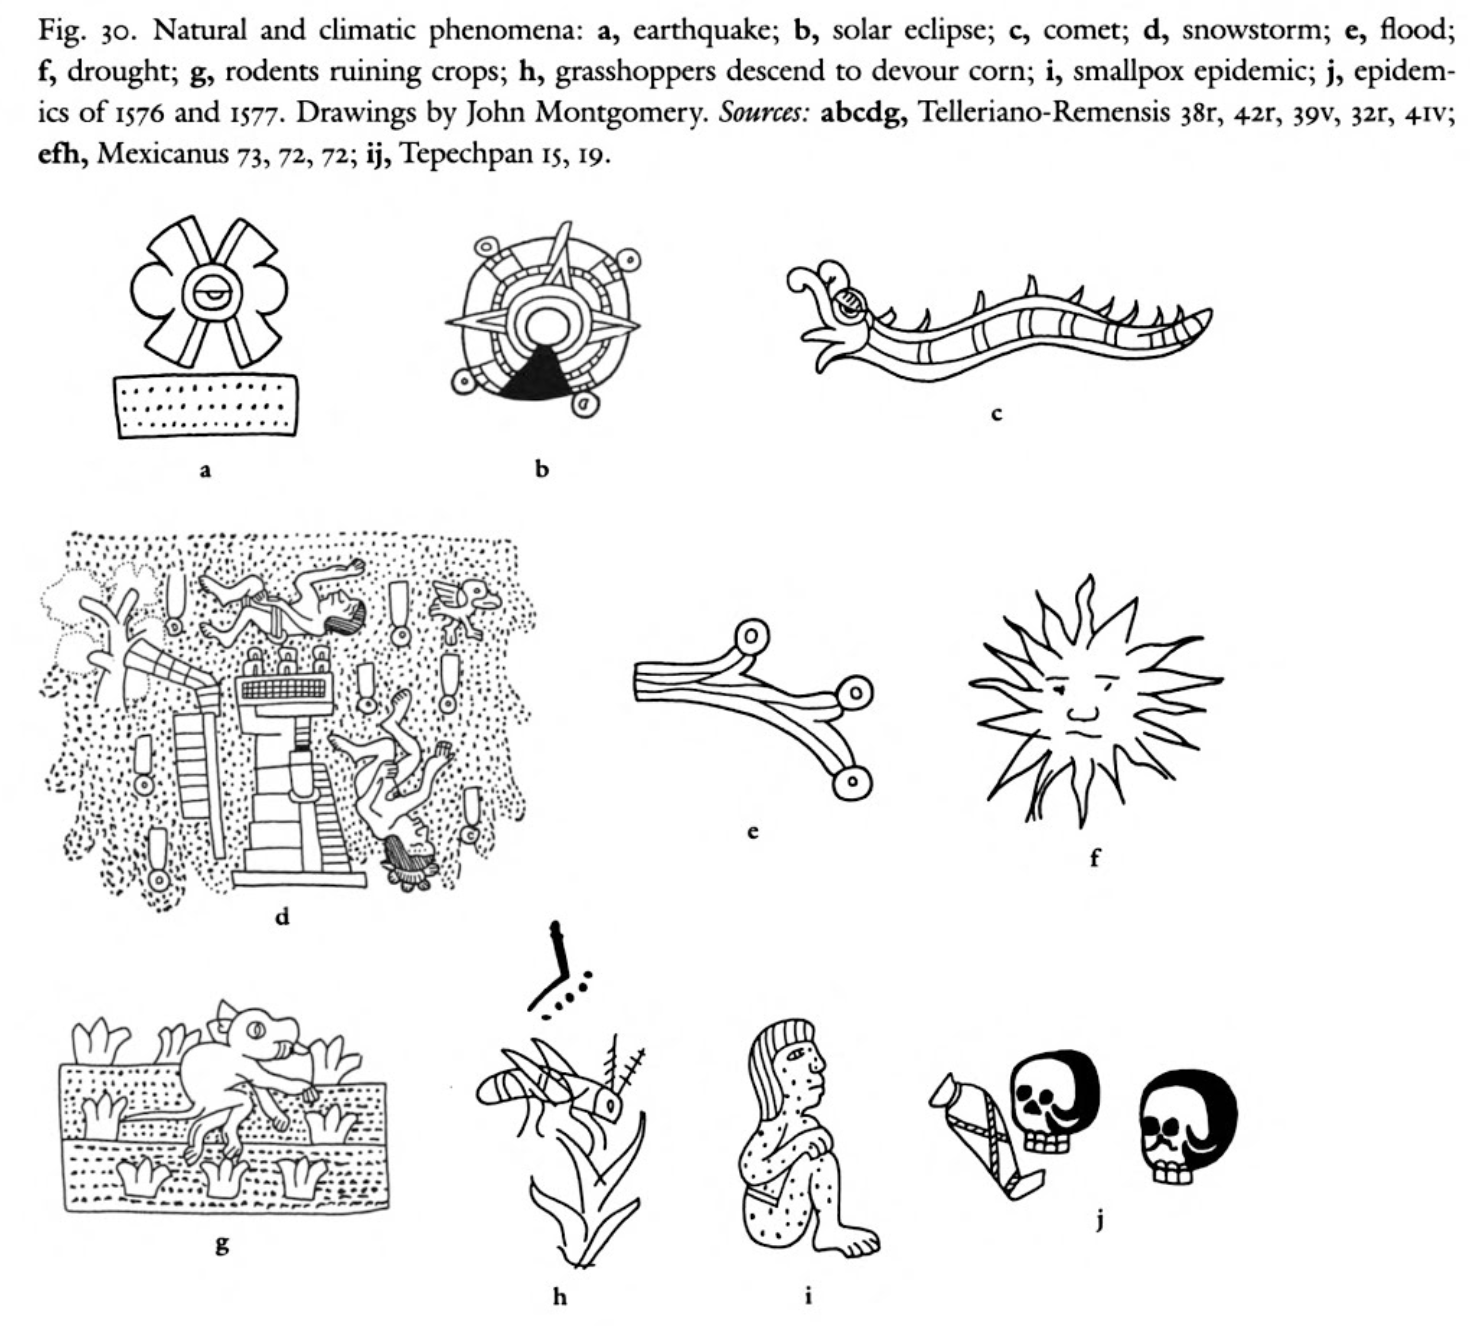 Fig. 30. Natural and climatic phenomena: a, earthquake; b, solar eclipse; c, comet; d, snowstorm; e, flood;
f, drought; g, rodents ruining crops; h, grasshoppers descend to devour corn; i, smallpox epidemic; j, epidem-
ics of 1576 and 1577. Drawings by John Montgomery. Sources: abcdg, Telleriano-Remensis 38r, 42r, 39v, 32r, 41v;
efh, Mexicanus 73, 72, 72; ij, Tepechpan 15, 19.
a
b
c
d
e
f
g
h
i
j